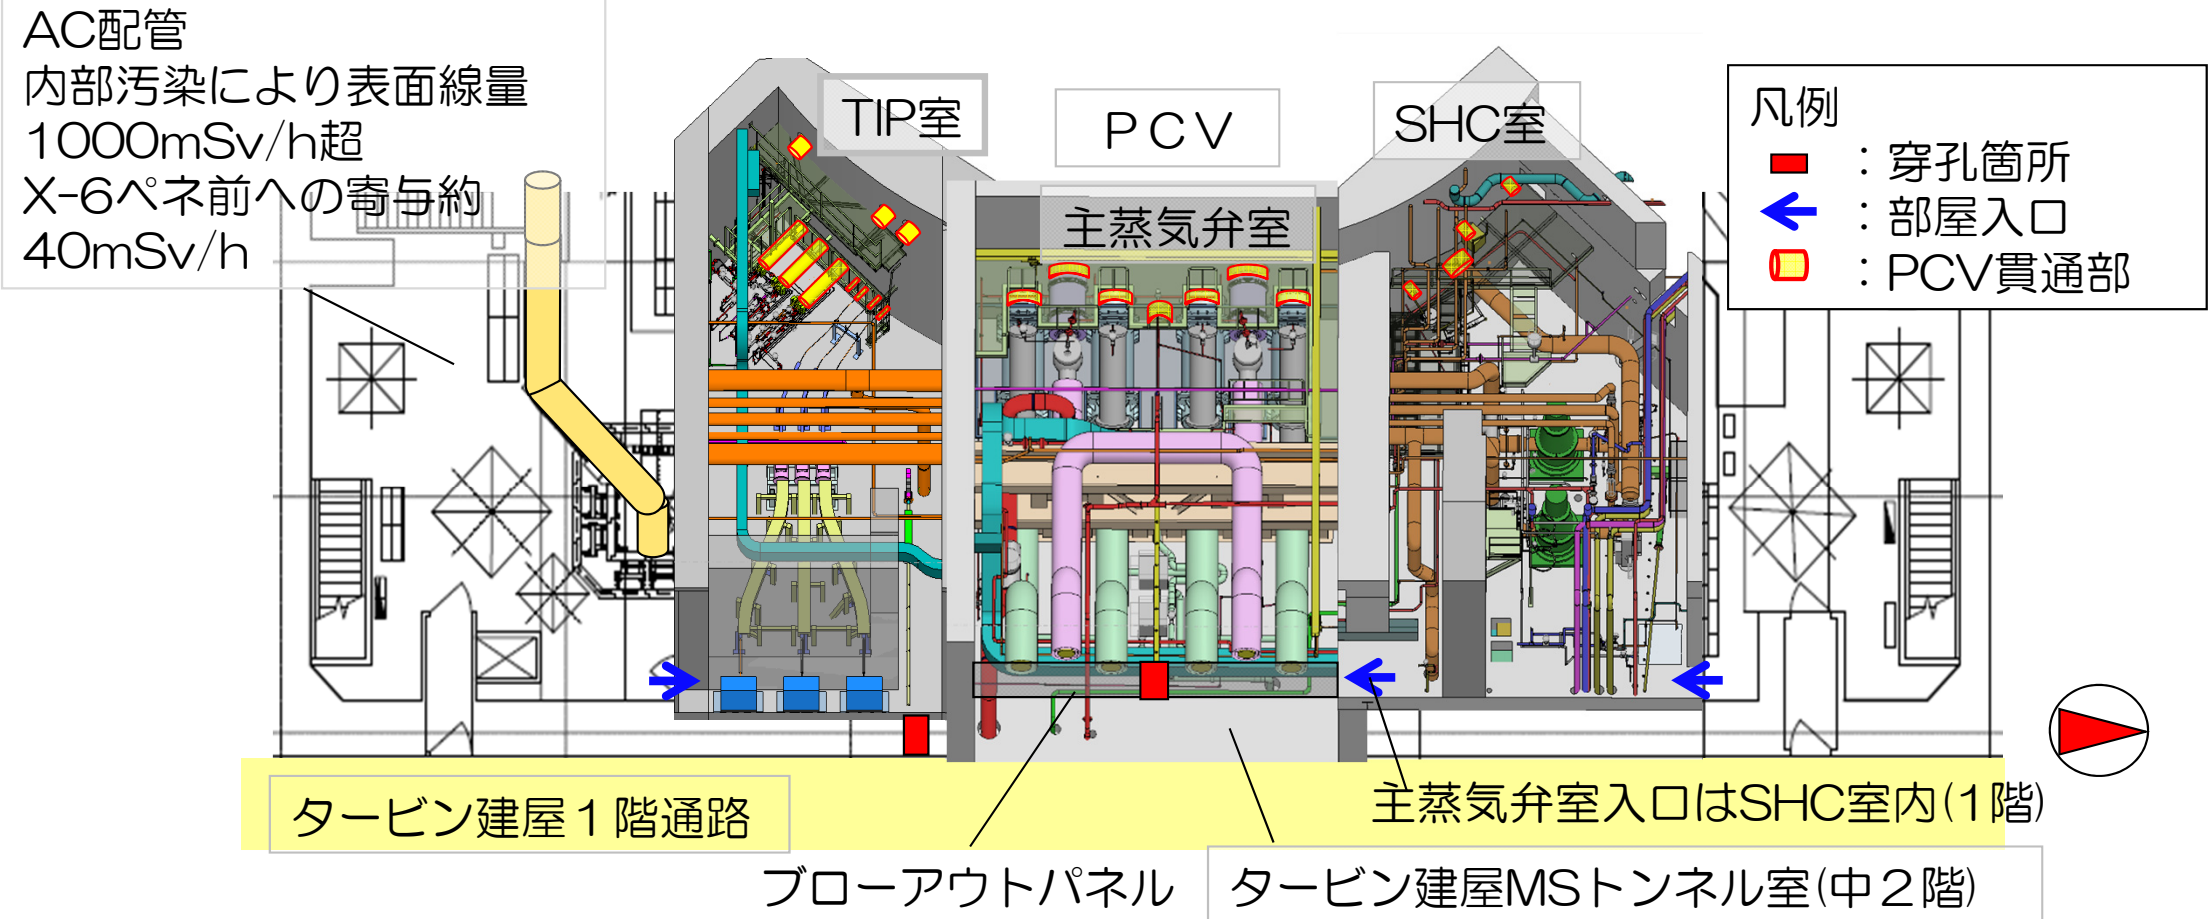 AC配管
内部汚染により表面線量
1000mSv/h超
X-6ペネ前への寄与約
40mSv/h
TIP室
PCV
SHC室
主蒸気弁室
凡例
：穿孔箇所
：部屋入口
：PCV貫通部
タービン建屋１階通路
主蒸気弁室入口はSHC室内(1階)
ブローアウトパネル
タービン建屋MSトンネル室(中２階)